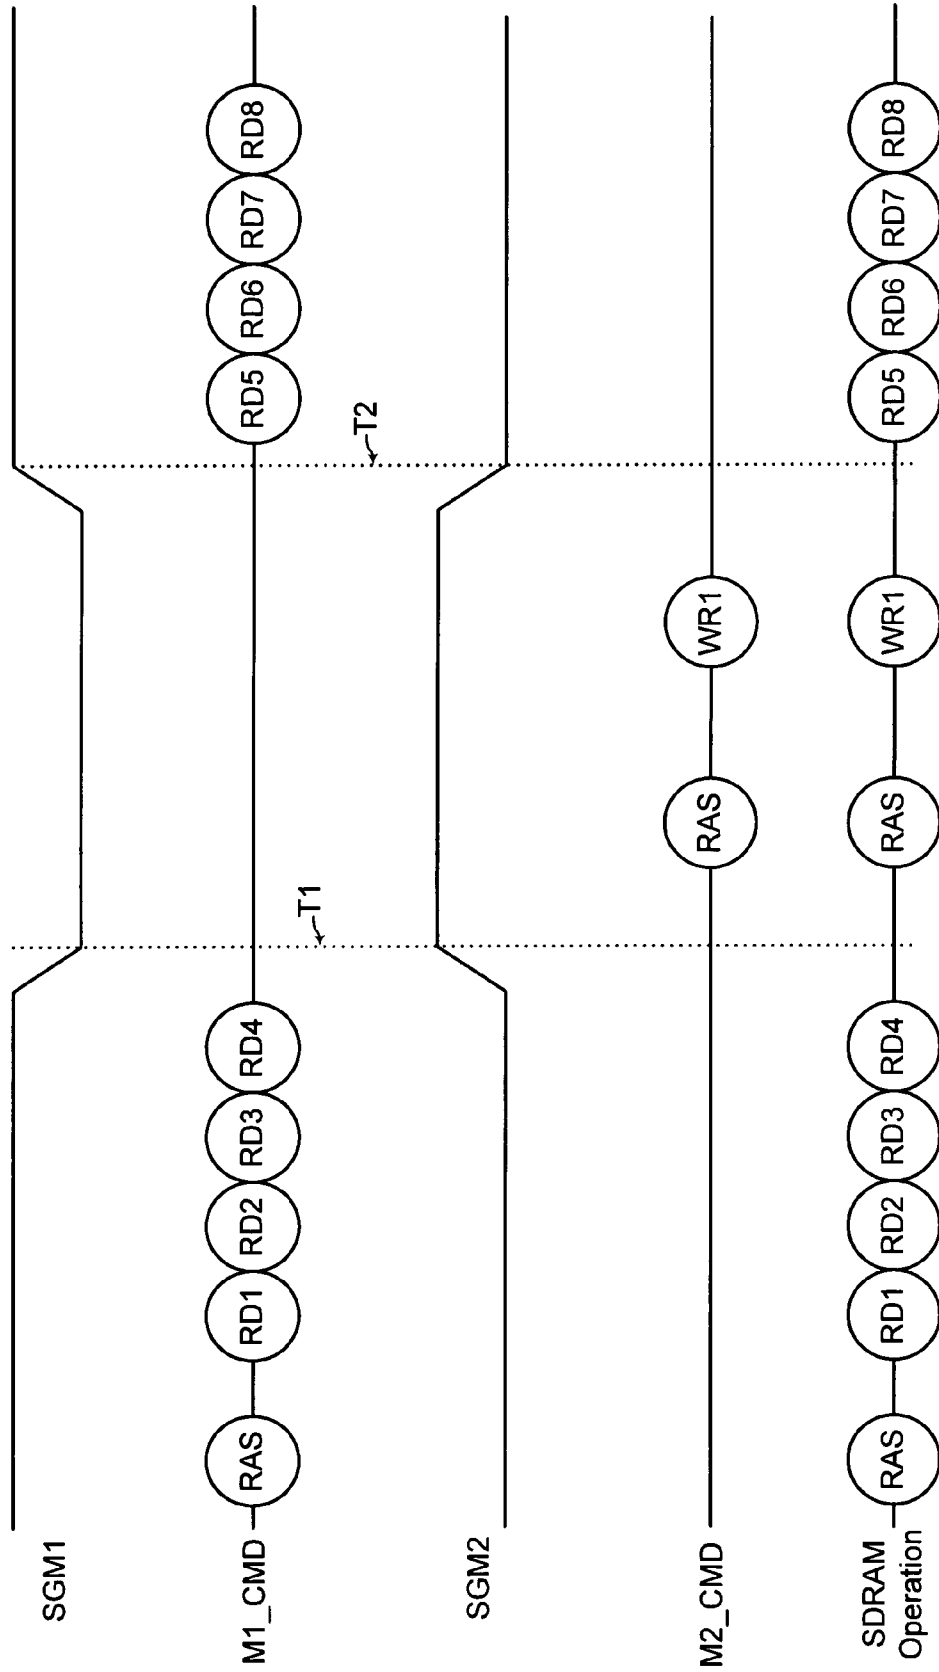 SGM1
M1_CMD
RAS
RD1
RD2
RD3
RD4
RD5
RD6
RD7
RD8
T1
T2
SGM2
M2_CMD
RAS
WR1
SDRAM
Operation
RAS
RD1
RD2
RD3
RD4
RAS
WR1
RD5
RD6
RD7
RD8